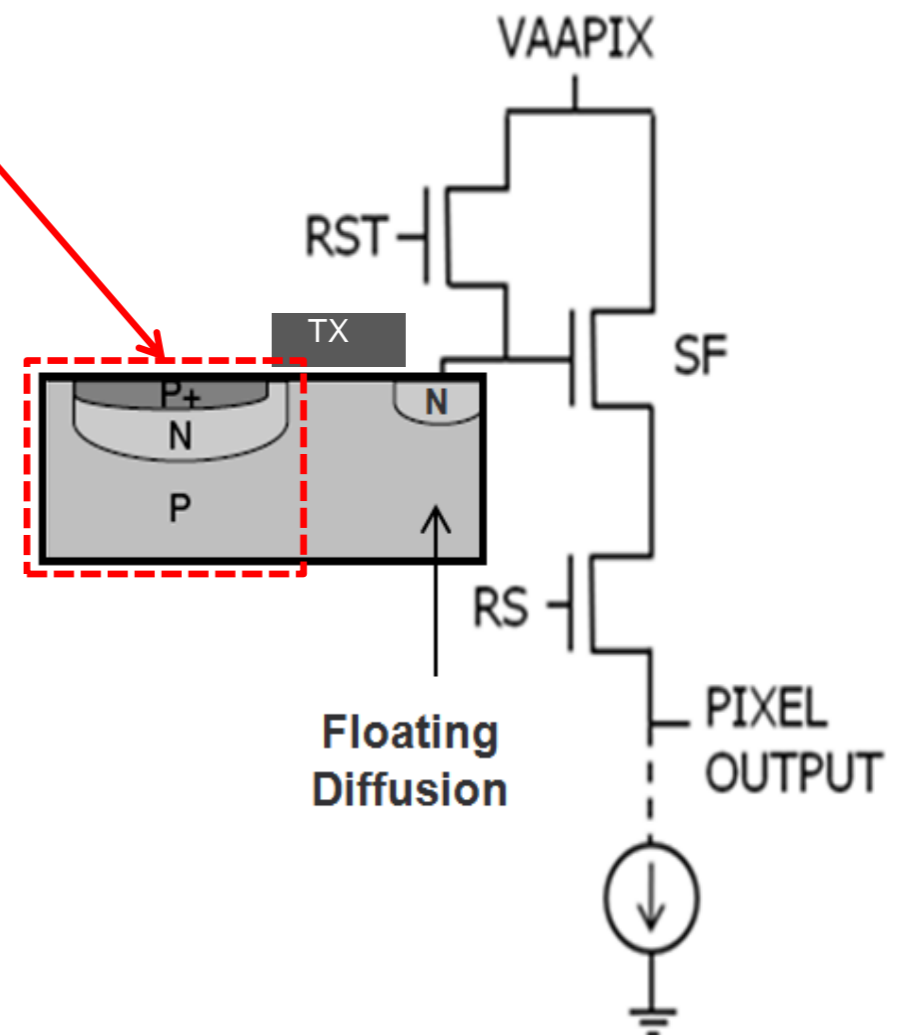 VAAPIX
RST
TX
SF
P+
N
N
P
RS
Floating
Diffusion
PIXEL
OUTPUT